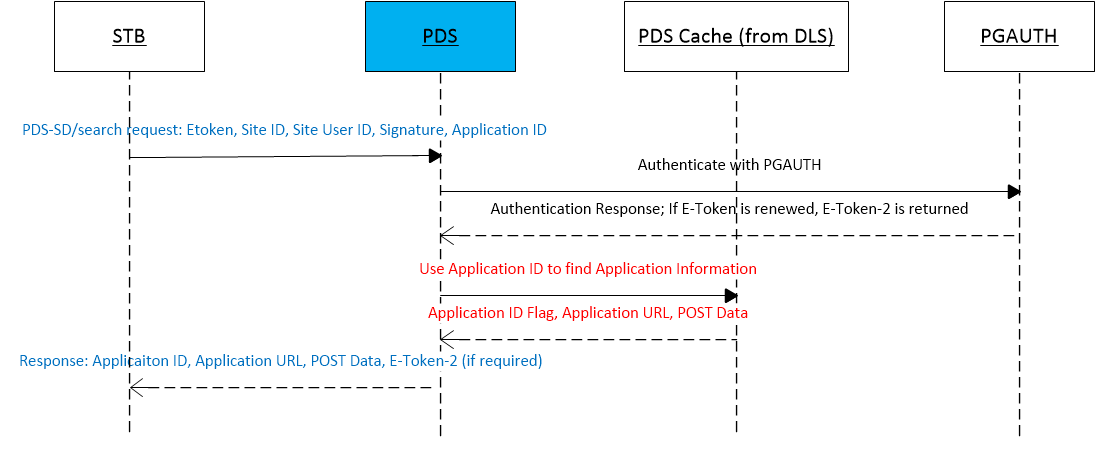 STB
PDS
PDS Cache (from DLS)
PGAUTH
PDS-SD/search request: Etoken, Site ID, Site User ID, Signature, Application ID
Authenticate with PGAUTH
Authentication Response; If E-Token is renewed, E-Token-2 is returned
Use Application ID to find Application Information
Application ID Flag, Application URL, POST Data
Response: Applicaiton ID, Application URL, POST Data, E-Token-2 (if required)